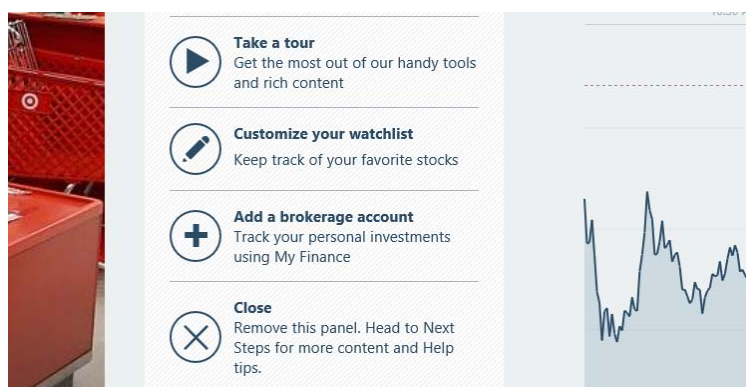 Take a tour
Get the most out of our handy tools
and rich content
Customize your watchlist
Keep track of your favorite stocks
Add a brokerage account
Track your personal investments
using My Finance
Close
Remove this panel. Head to Next
Steps for more content and Help
tips.